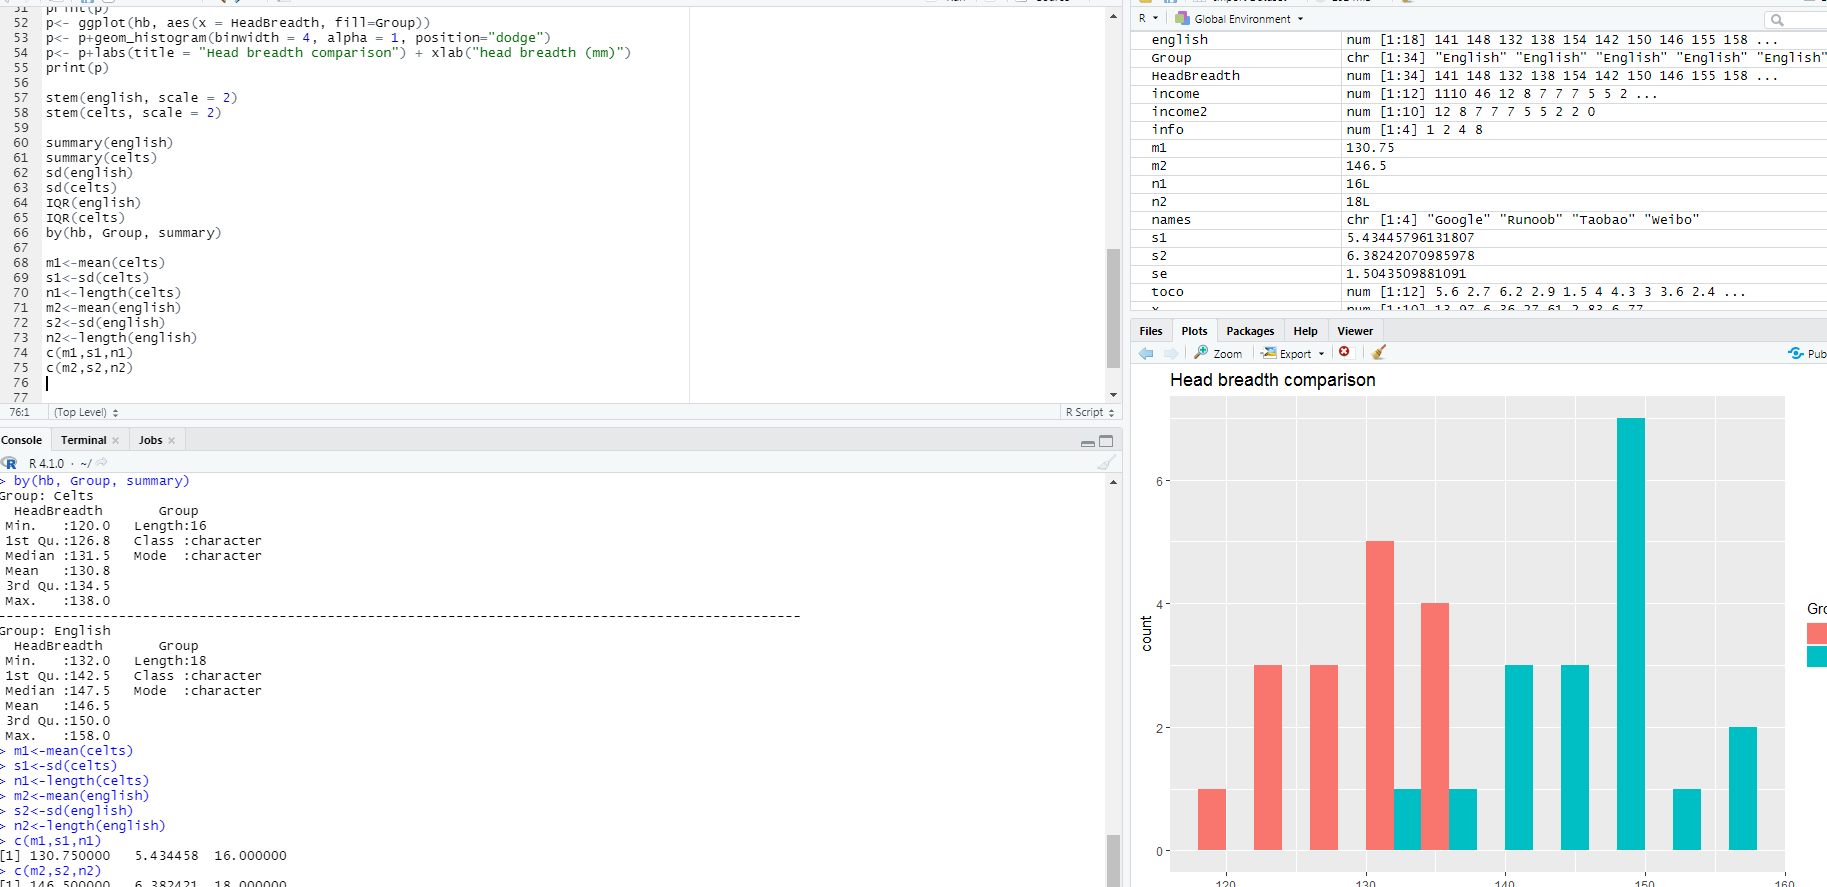 51 print(p)
52 p<- ggplot(hb, aes(x = HeadBreadth, fill=Group))
53 p<- p+geom_histogram(binwidth = 4, alpha = 1, position="dodge")
54 p<- p+labs(title = "Head breadth comparison") + xlab("head breadth (mm)")
55 print(p)
56
57 stem(english, scale = 2)
58 stem(celts, scale = 2)
59
60 summary(english)
61 summary(celts)
62 sd(english)
63 sd(celts)
64 IQR(english)
65 IQR(celts)
66 by(hb, Group, summary)
67
68 m1<-mean(celts)
69 s1<-sd(celts)
70 n1<-length(celts)
71 m2<-mean(english)
72 s2<-sd(english)
73 n2<-length(english)
74 c(m1,s1,n1)
75 c(m2,s2,n2)
76
77
76:1 (Top Level) R Script
Console Terminal Jobs
R 4.1.0 · ~/
> by(hb, Group, summary)
Group: Celts
HeadBreadth Group
Min. :120.0 Length:16
1st Qu.:126.8 Class :character
Median :131.5 Mode :character
Mean :130.8
3rd Qu.:134.5
Max. :138.0
Group: English
HeadBreadth Group
Min. :132.0 Length:18
1st Qu.:142.5 Class :character
Median :147.5 Mode :character
Mean :146.5
3rd Qu.:150.0
Max. :158.0
> m1<-mean(celts)
> s1<-sd(celts)
> n1<-length(celts)
> m2<-mean(english)
> s2<-sd(english)
> n2<-length(english)
> c(m1,s1,n1)
[1] 130.750000 5.434458 16.000000
> c(m2,s2,n2)
[1] 146.500000 6.382421 18.000000
R Global Environment
english num [1:18] 141 148 132 138 154 142 150 146 155 158 ...
Group chr [1:34] "English" "English" "English" "English" "English"
HeadBreadth num [1:34] 141 148 132 138 154 142 150 146 155 158 ...
income num [1:12] 1110 46 12 8 7 7 7 5 5 2 ...
income2 num [1:10] 12 8 7 7 7 5 5 2 2 0
info num [1:4] 1 2 4 8
m1 130.75
m2 146.5
n1 16L
n2 18L
names chr [1:4] "Google" "Runoob" "Taobao" "Weibo"
s1 5.43445796131807
s2 6.38242070985978
se 1.5043509881091
toco num [1:12] 5.6 2.7 6.2 2.9 1.5 4 4.3 3 3.6 2.4 ...
Files Plots Packages Help Viewer
Zoom Export Pub
Head breadth comparison
Gro
count
6
4
2
0
120 130 140 150 160